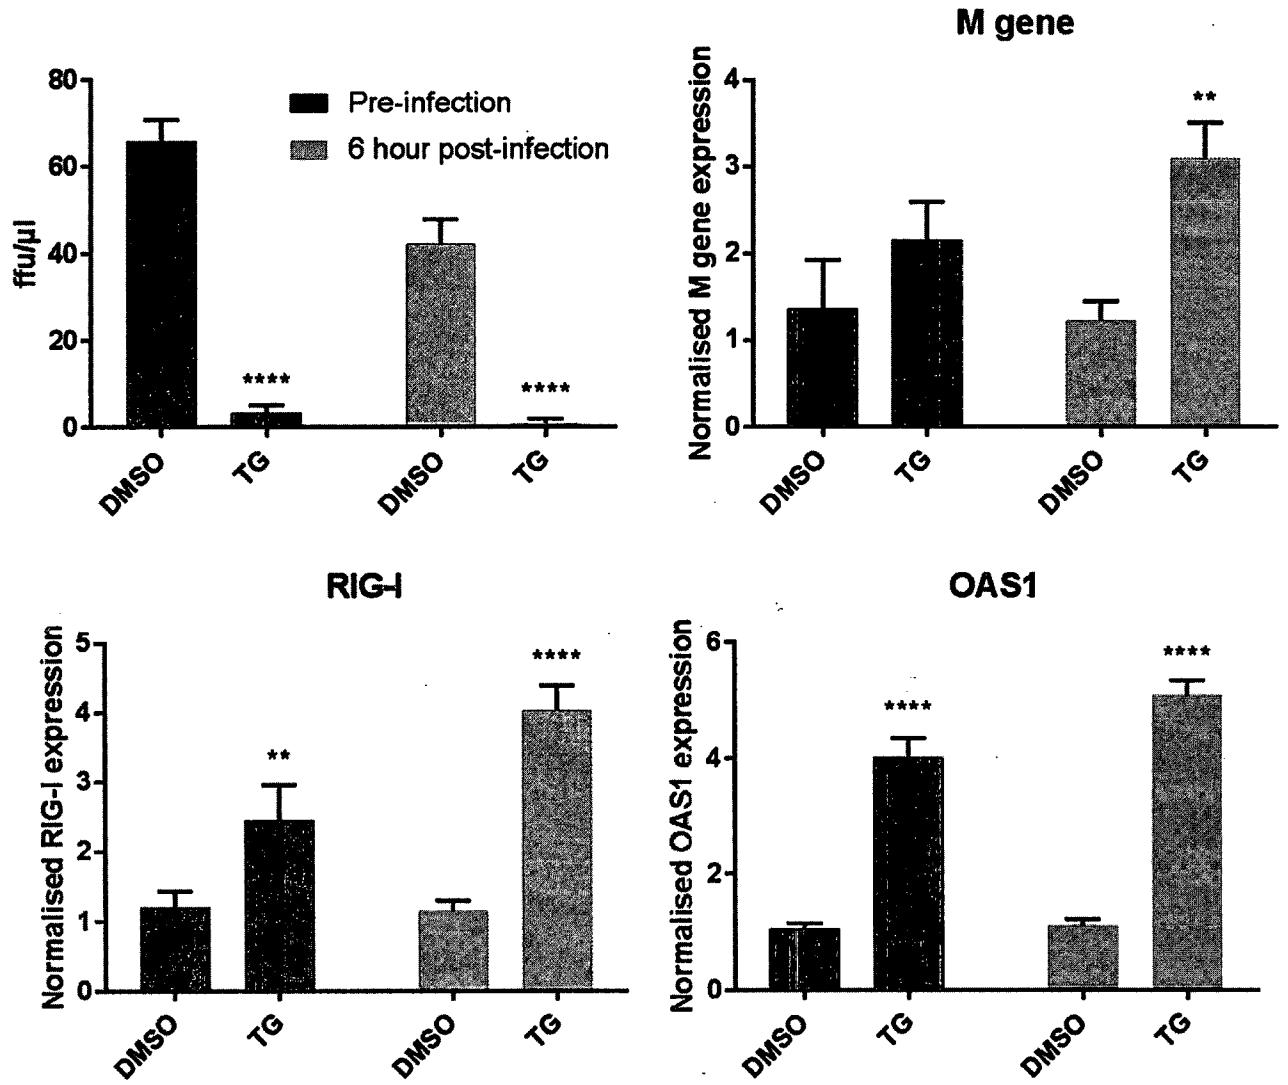 M gene
80
60
40
20
0
ffu/µl
Pre-infection
6 hour post-infection
****
****
DMSO
TG
DMSO
TG
4
3
2
1
0
Normalised M gene expression
**
DMSO
TG
DMSO
TG
RIG-I
5
4
3
2
1
0
Normalised RIG-I expression
**
****
DMSO
TG
DMSO
TG
OAS1
6
4
2
0
Normalised OAS1 expression
****
****
DMSO
TG
DMSO
TG